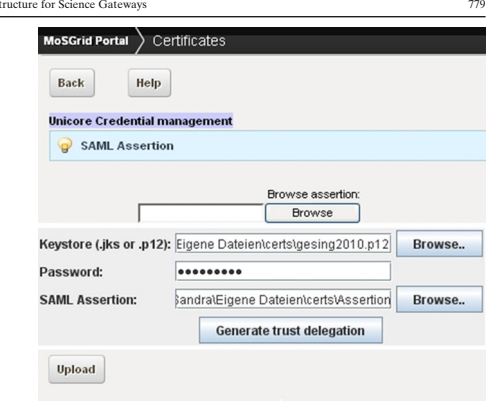 tructure for Science Gateways 779
MoSGrid Portal Certificates
Back Help
Unicore Credential management
SAML Assertion
Browse assertion:
Browse
Keystore (.jks or .p12): Eigene Dateien\certs\gesing2010.p12 Browse..
Password: •••••••••
SAML Assertion: Sandra\Eigene Dateien\certs\Assertion Browse..
Generate trust delegation
Upload